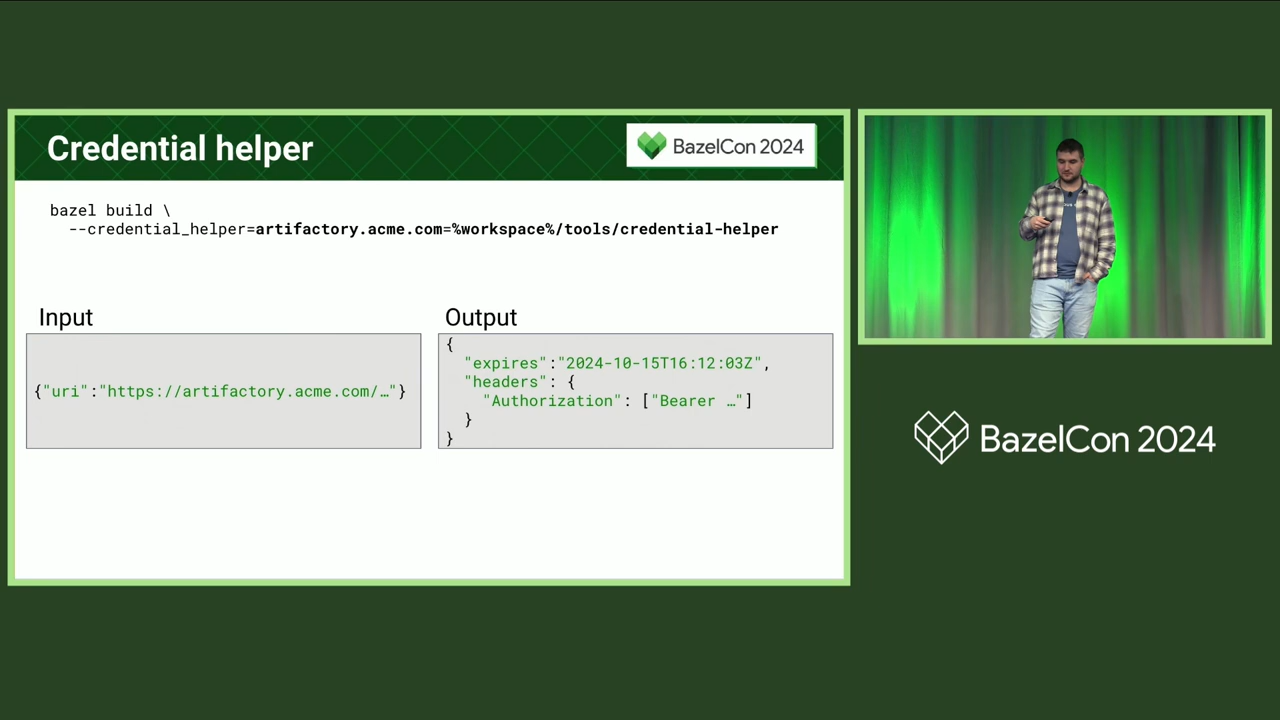 Credential helper
BazelCon 2024
bazel build \
--credential_helper=artifactory.acme.com=%workspace%/tools/credential-helper
Input
Output
{"uri":"https://artifactory.acme.com/…"}
{
"expires":"2024-10-15T16:12:03Z",
"headers": {
"Authorization": ["Bearer …"]
}
}
BazelCon 2024